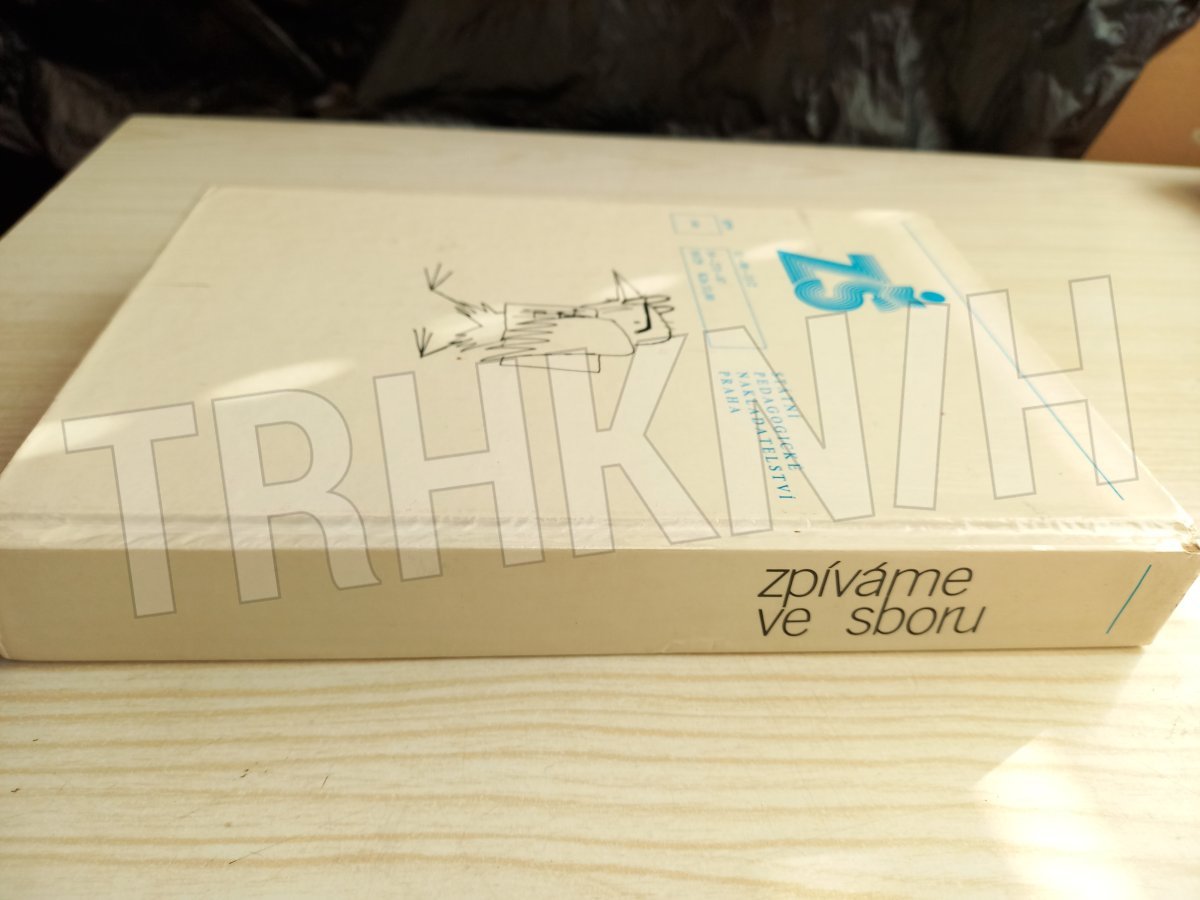 ZŠ
STÁTNÍ
PEDAGOGICKÉ
NAKLADATELSTVÍ
PRAHA
TRHKNIH
zpíváme
ve sboru